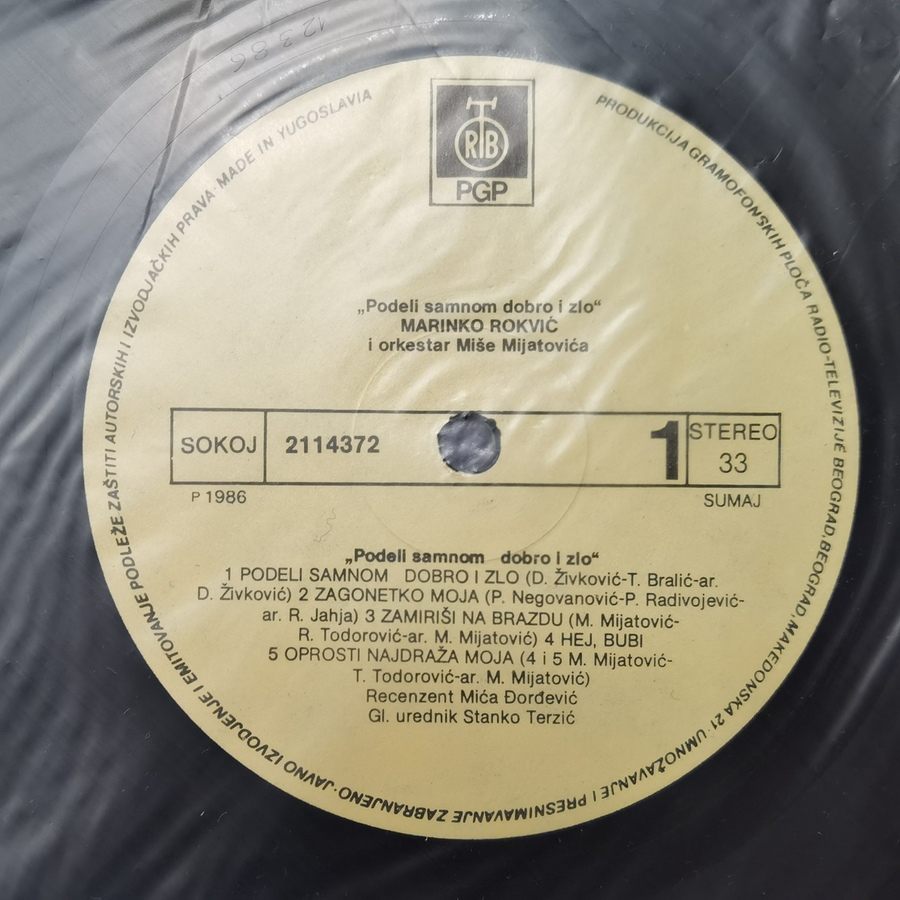 12386
RTB
PGP
PRODUKCIJA GRAMOFONSKIH PLOČA RADIO-TELEVIZIJE BEOGRAD, BEOGRAD, MAKEDONSKA 21 · UMNOŽAVANJE I PRESNIMAVANJE ZABRANJENO · JAVNO IZVODJENJE I EMITOVANJE PODLEŽE ZAŠTITI AUTORSKIH I IZVODJAČKIH PRAVA · MADE IN YUGOSLAVIA
„Podeli samnom dobro i zlo“
MARINKO ROKVIĆ
i orkestar Miše Mijatovića
SOKOJ 2114372 1 STEREO 33
P 1986 SUMAJ
„Podeli samnom dobro i zlo“
1 PODELI SAMNOM DOBRO I ZLO (D. Živković-T. Bralić-ar.
D. Živković) 2 ZAGONETKO MOJA (P. Negovanović-P. Radivojević-
ar. R. Jahja) 3 ZAMIRIŠI NA BRAZDU (M. Mijatović-
R. Todorović-ar. M. Mijatović) 4 HEJ, BUBI
5 OPROSTI NAJDRAŽA MOJA (4 i 5 M. Mijatović-
T. Todorović-ar. M. Mijatović)
Recenzent Mića Đorđević
Gl. urednik Stanko Terzić